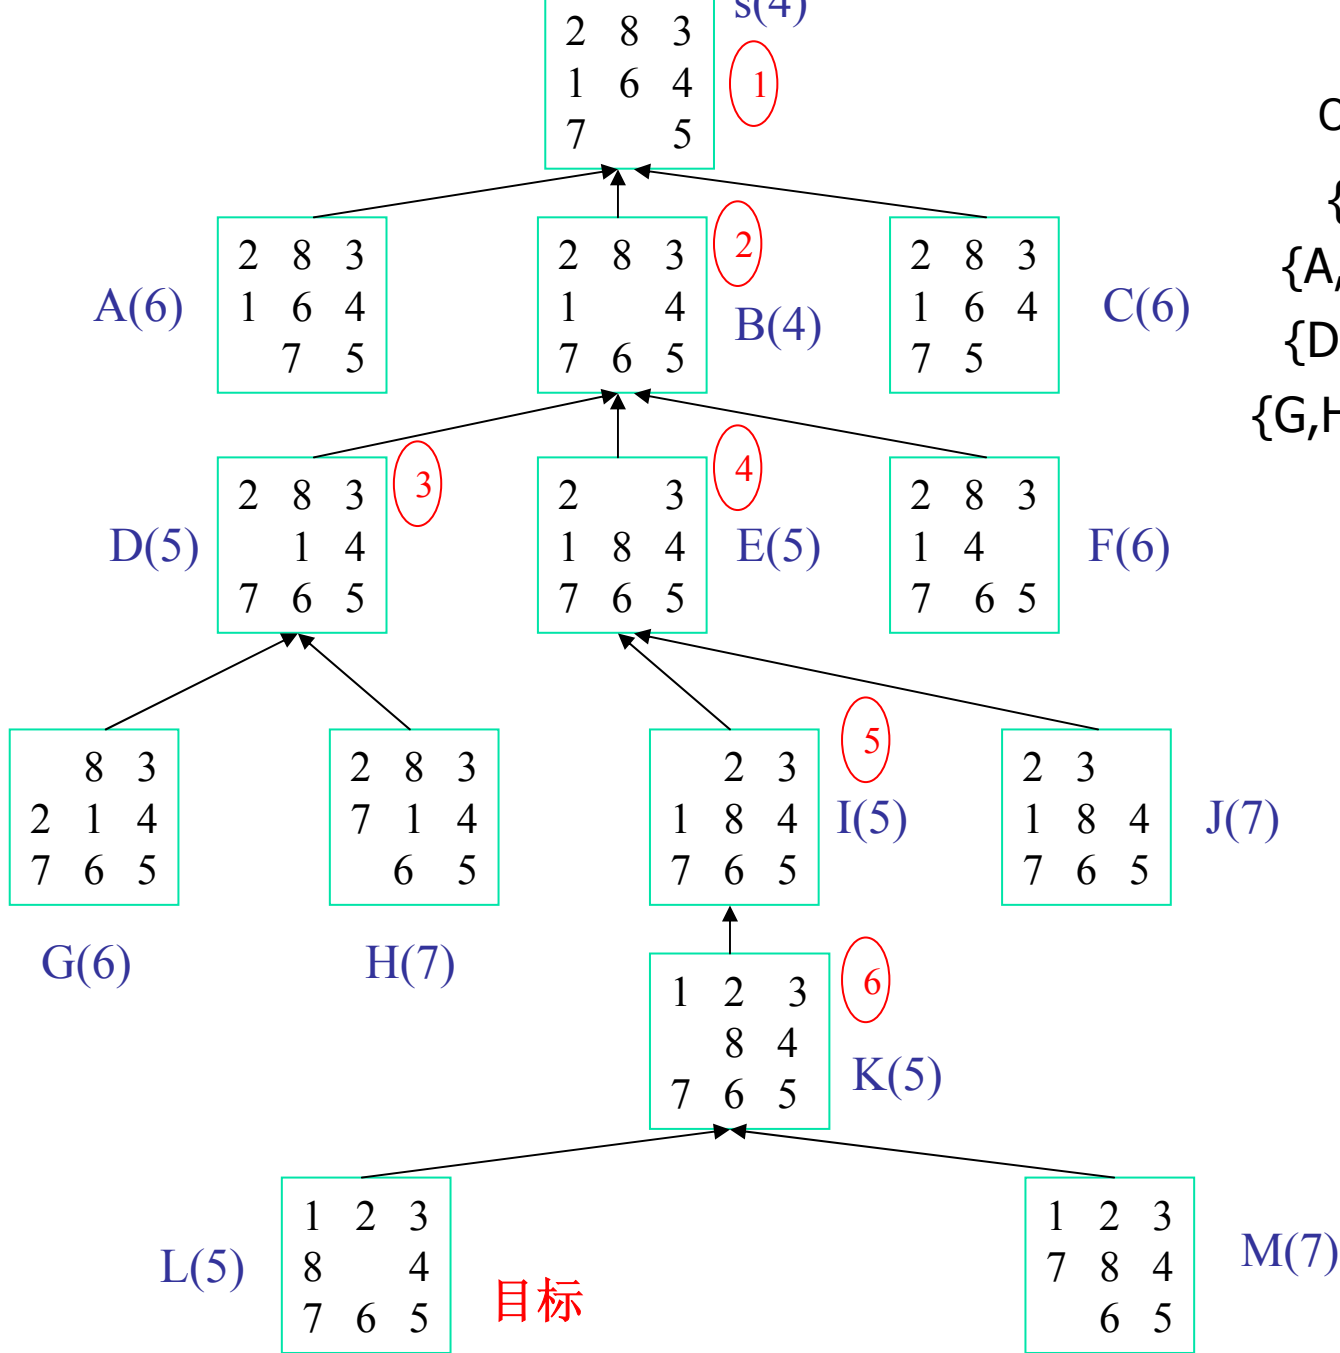 s(4)
2 8 3
1 6 4
7 5
1
{
{A,
{D
{G,H
A(6)
2 8 3
1 6 4
7 5
2 8 3
1 4
7 6 5
2
B(4)
2 8 3
1 6 4
7 5
C(6)
D(5)
2 8 3
1 4
7 6 5
3
2 3
1 8 4
7 6 5
4
E(5)
2 8 3
1 4
7 6 5
F(6)
8 3
2 1 4
7 6 5
G(6)
2 8 3
7 1 4
6 5
H(7)
2 3
1 8 4
7 6 5
5
I(5)
2 3
1 8 4
7 6 5
J(7)
1 2 3
8 4
7 6 5
6
K(5)
L(5)
1 2 3
8 4
7 6 5
目标
1 2 3
7 8 4
6 5
M(7)